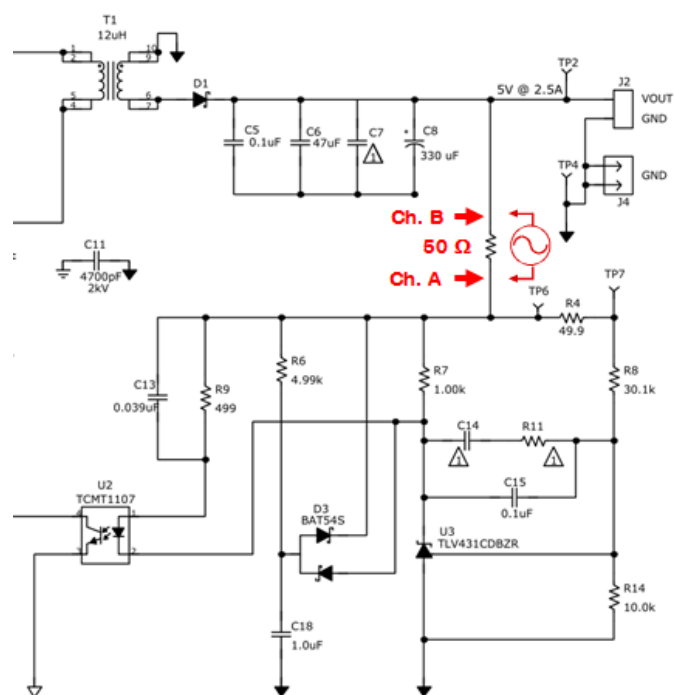 T1
12uH
1
2
10
9
5
4
6
7
D1
C5
0.1uF
C6
47uF
C7
1
+
C8
330 uF
5V @ 2.5A
TP2
J2
VOUT
GND
TP4
GND
J4
Ch. B
50 Ω
Ch. A
C11
4700pF
2kV
TP6
TP7
R4
49.9
R6
4.99k
R7
1.00k
R8
30.1k
C13
0.039uF
R9
499
C14
1
R11
1
C15
0.1uF
U2
TCMT1107
4
1
3
2
D3
BAT54S
U3
TLV431CDBZR
R14
10.0k
C18
1.0uF